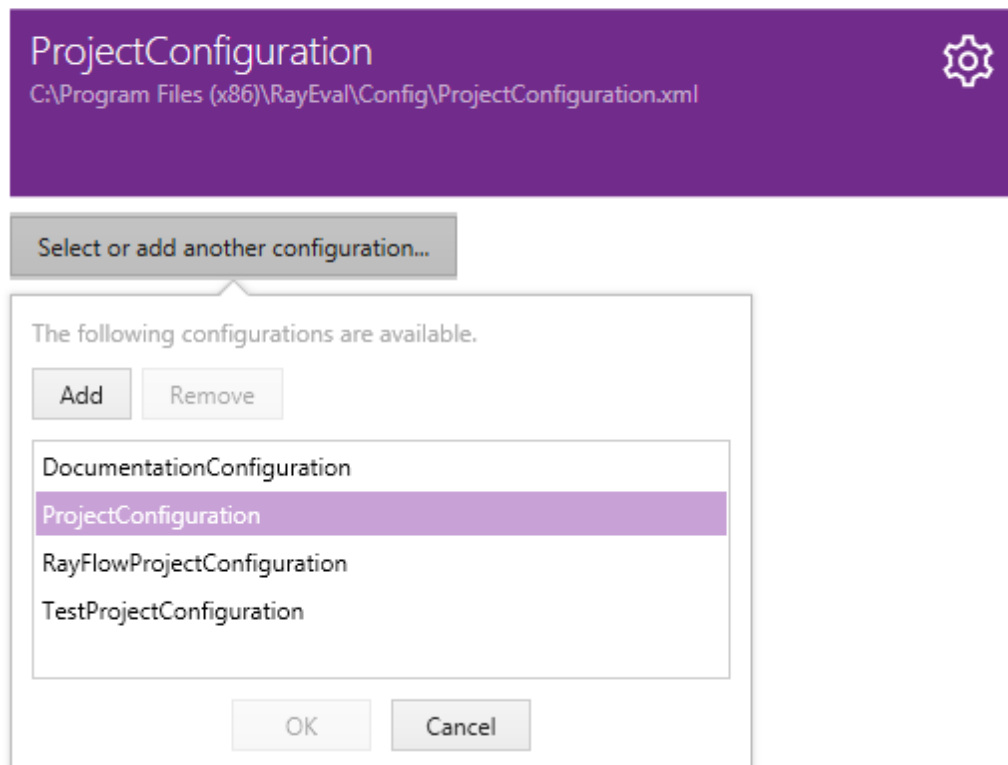 ProjectConfiguration
C:\Program Files (x86)\RayEval\Config\ProjectConfiguration.xml
Select or add another configuration...
The following configurations are available.
Add Remove
DocumentationConfiguration
ProjectConfiguration
RayFlowProjectConfiguration
TestProjectConfiguration
OK Cancel